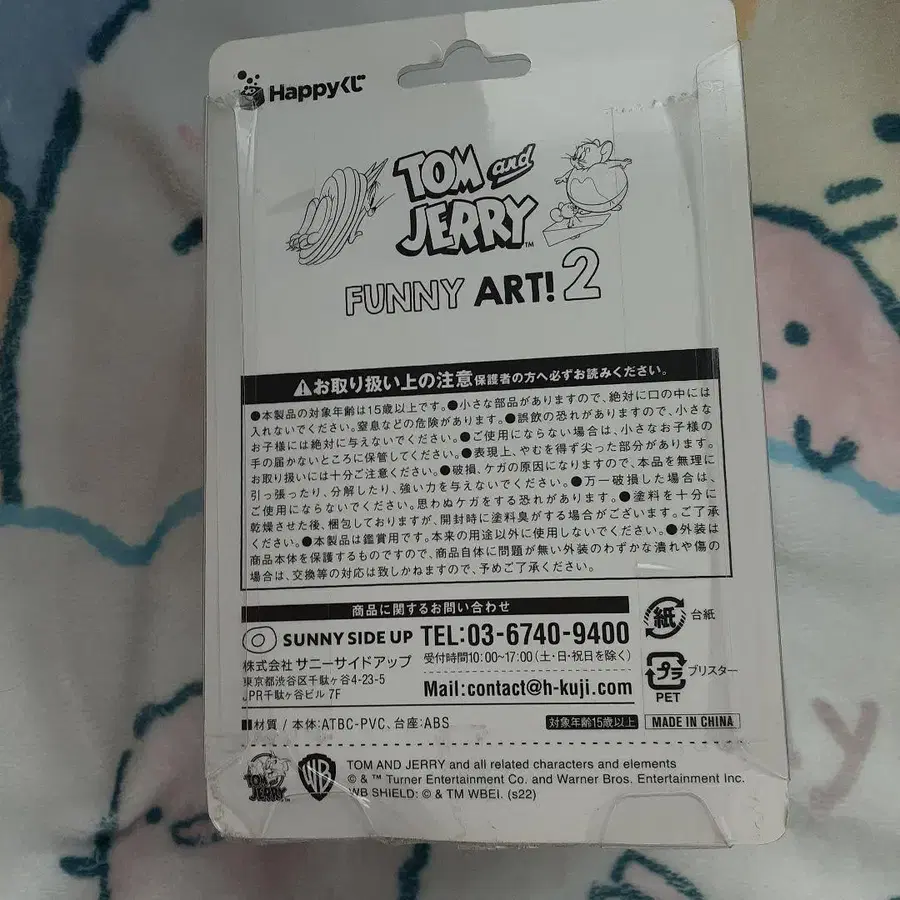 Happyくじ
TOM and
JERRY™
FUNNY ART! 2
⚠お取り扱い上の注意 保護者の方へ必ずお読みください。
●本製品の対象年齢は15歳以上です。●小さな部品がありますので、絶対に口の中には
入れないでください。窒息などの危険があります。●誤飲の恐れがありますので、小さな
お子様には絶対に与えないでください。●ご使用にならない場合は、小さなお子様の
手の届かないところに保管してください。●表現上、やむを得ず尖った部分があります。
お取り扱いには十分ご注意ください。●破損、ケガの原因になりますので、本品を無理に
引っ張ったり、分解したり、強い力を与えないでください。●万一破損した場合は、
ご使用にならないでください。思わぬケガをする恐れがあります。●塗料を十分に
乾燥させた後、梱包しておりますが、開封時に塗料臭がする場合がございます。ご了承
ください。●本製品は鑑賞用です。本来の用途以外に使用しないでください。●外装は
商品本体を保護するものですので、商品自体に問題が無い外装のわずかな潰れや傷の
場合は、交換等の対応は致しかねますので、予めご了承ください。
商品に関するお問い合わせ
SUNNY SIDE UP TEL:03-6740-9400
株式会社 サニーサイドアップ 受付時間10:00~17:00(土・日・祝日を除く)
東京都渋谷区千駄ヶ谷4-23-5
JPR千駄ヶ谷ビル 7F
Mail:contact@h-kuji.com
紙 台紙
プラ ブリスター
PET
■材質 / 本体:ATBC-PVC、台座:ABS 対象年齢15歳以上 MADE IN CHINA
TOM and JERRY™
WB
TOM AND JERRY and all related characters and elements
© & ™ Turner Entertainment Co. and Warner Bros. Entertainment Inc.
WB SHIELD: © & TM WBEI. (s22)